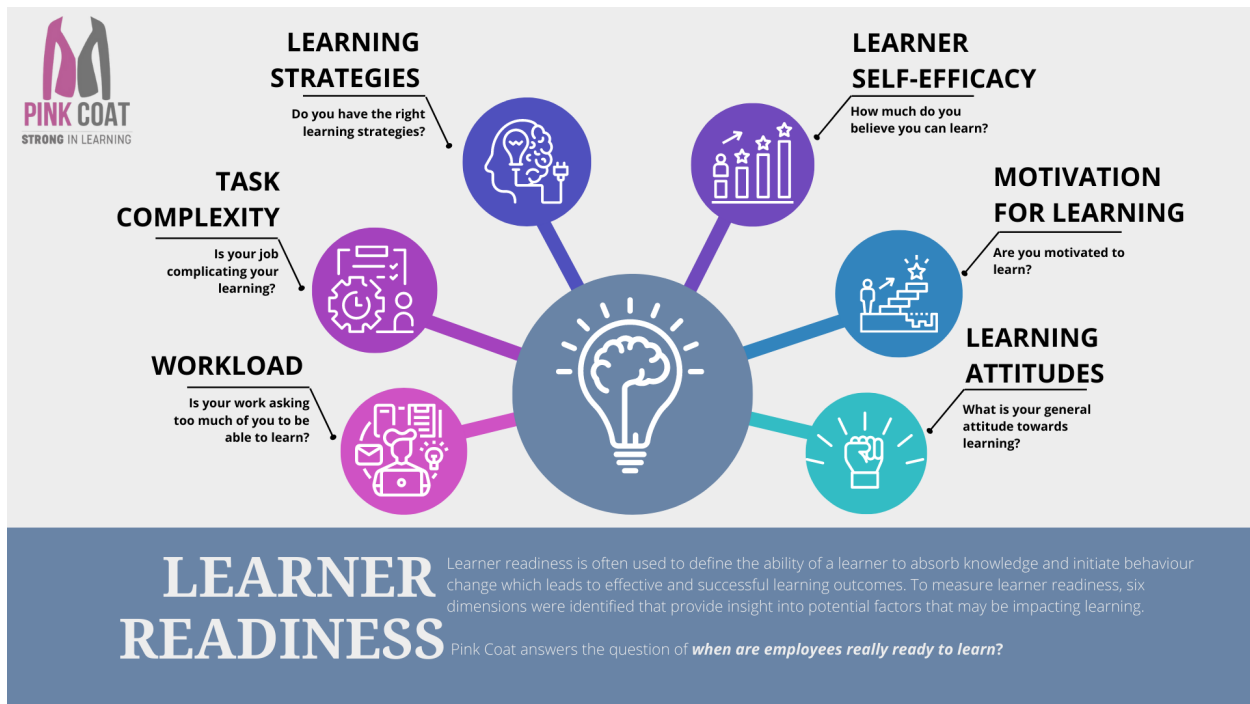 PINK COAT
STRONG IN LEARNING
LEARNING
STRATEGIES
Do you have the right
learning strategies?
LEARNER
SELF-EFFICACY
How much do you
believe you can learn?
TASK
COMPLEXITY
Is your job
complicating your
learning?
MOTIVATION
FOR LEARNING
Are you motivated to
learn?
WORKLOAD
Is your work asking
too much of you to be
able to learn?
LEARNING
ATTITUDES
What is your general
attitude towards
learning?
LEARNER
READINESS
Learner readiness is often used to define the ability of a learner to absorb knowledge and initiate behaviour
change which leads to effective and successful learning outcomes. To measure learner readiness, six
dimensions were identified that provide insight into potential factors that may be impacting learning.
Pink Coat answers the question of when are employees really ready to learn?